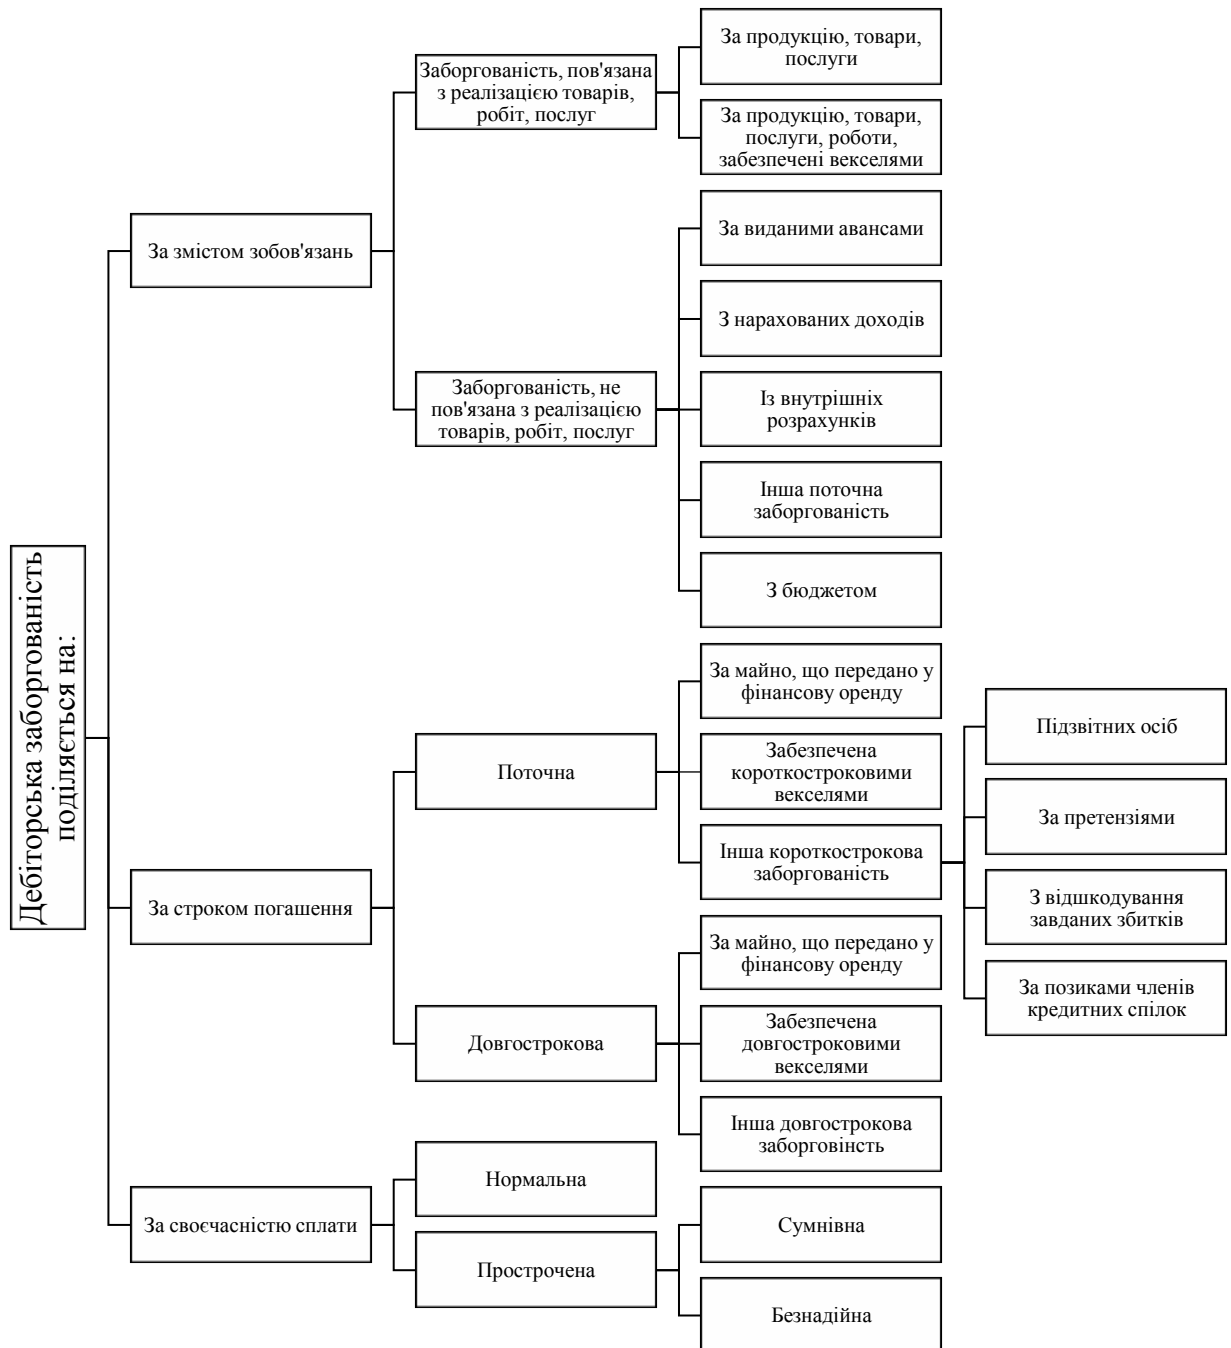 Дебіторська заборгованість
поділяється на:
За змістом зобов'язань
Заборгованість, пов'язана
з реалізацією товарів,
робіт, послуг
За продукцію, товари,
послуги
За продукцію, товари,
послуги, роботи,
забезпечені векселями
Заборгованість, не
пов'язана з реалізацією
товарів, робіт, послуг
За виданими авансами
З нарахованих доходів
Із внутрішніх
розрахунків
Інша поточна
заборгованість
З бюджетом
За строком погашення
Поточна
За майно, що передано у
фінансову оренду
Забезпечена
короткостроковими
векселями
Інша короткострокова
заборгованість
Підзвітних осіб
За претензіями
З відшкодування
завданих збитків
За позиками членів
кредитних спілок
Довгострокова
За майно, що передано у
фінансову оренду
Забезпечена
довгостроковими
векселями
Інша довгострокова
заборговінсть
За своєчасністю сплати
Нормальна
Прострочена
Сумнівна
Безнадійна